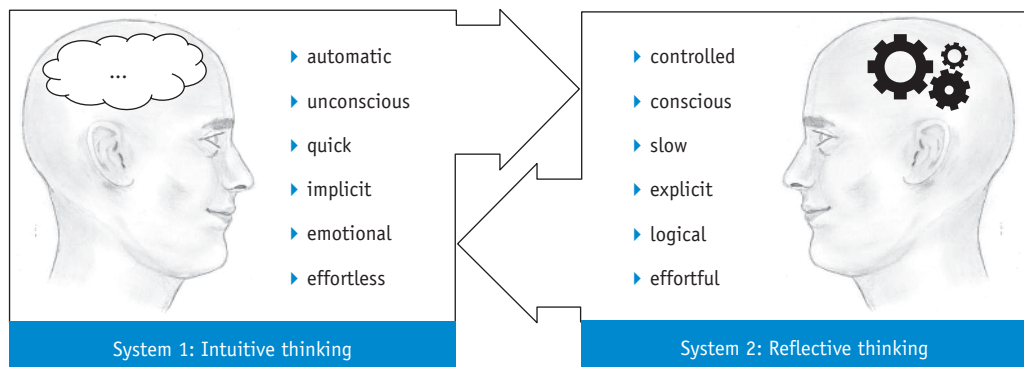 ...
automatic
unconscious
quick
implicit
emotional
effortless
System 1: Intuitive thinking
controlled
conscious
slow
explicit
logical
effortful
System 2: Reflective thinking